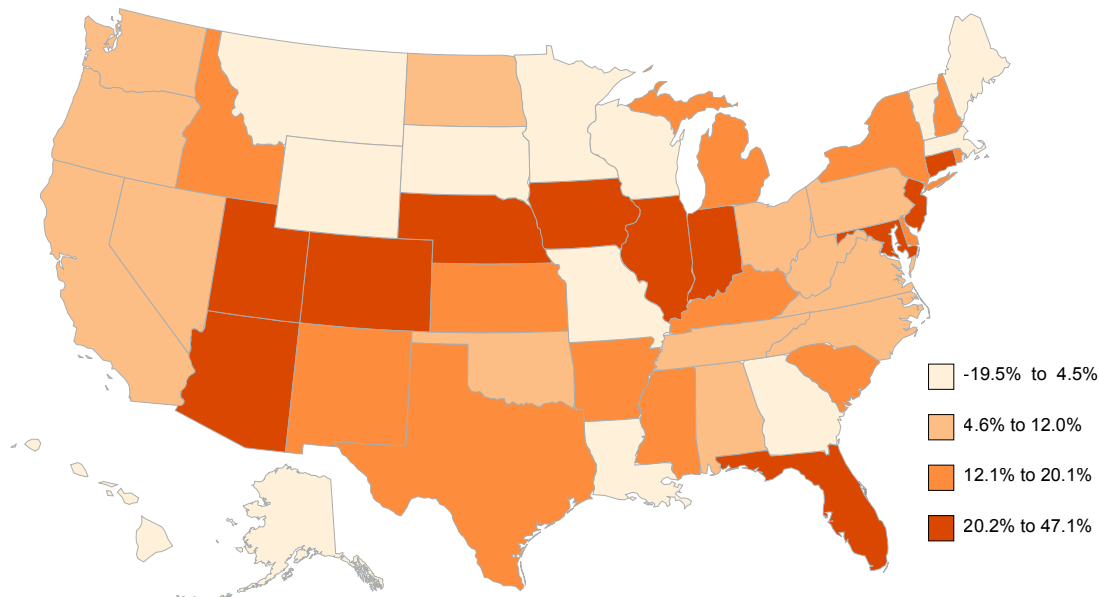 -19.5% to 4.5%
4.6% to 12.0%
12.1% to 20.1%
20.2% to 47.1%